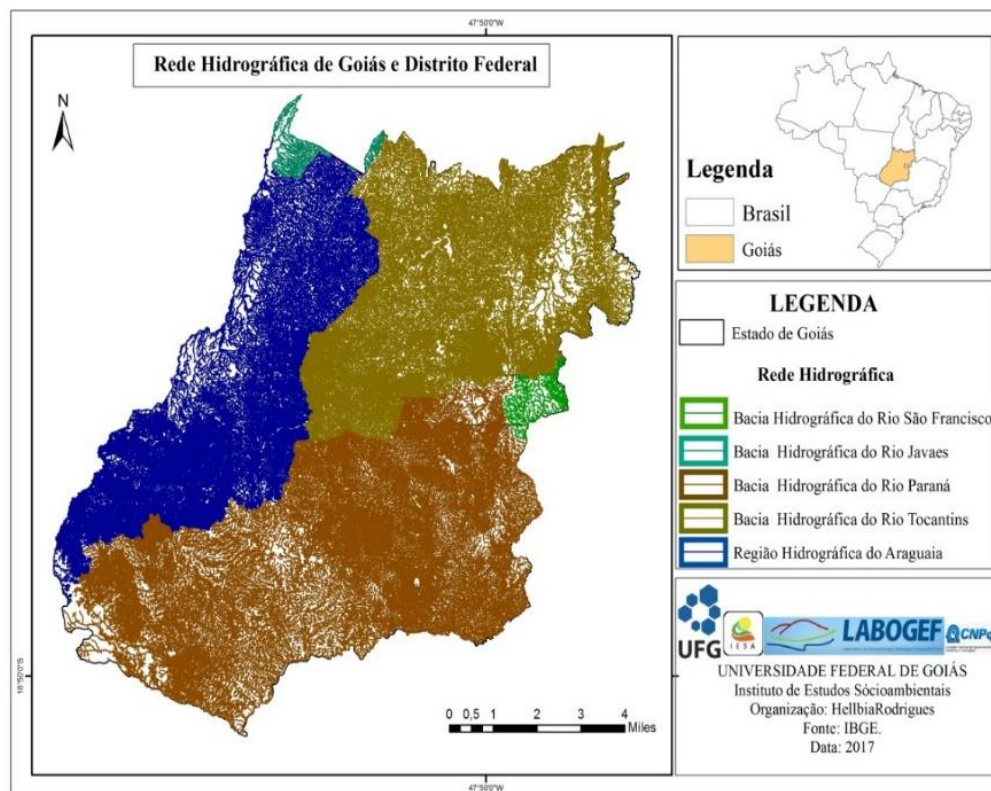 47°50'0"W
Rede Hidrográfica de Goiás e Distrito Federal
N
0 0,5 1 2 3 4
Miles
18°50'0"S
47°50'0"W
Legenda
Brasil
Goiás
LEGENDA
Estado de Goiás
Rede Hidrográfica
Bacia Hidrográfica do Rio São Francisco
Bacia Hidrográfica do Rio Javaes
Bacia Hidrográfica do Rio Paraná
Bacia Hidrográfica do Rio Tocantins
Região Hidrográfica do Araguaia
UFG
IESA
LABOGEF
CNPq
UNIVERSIDADE FEDERAL DE GOIÁS
Instituto de Estudos Sócioambientais
Organização: HellbiaRodrigues
Fonte: IBGE.
Data: 2017